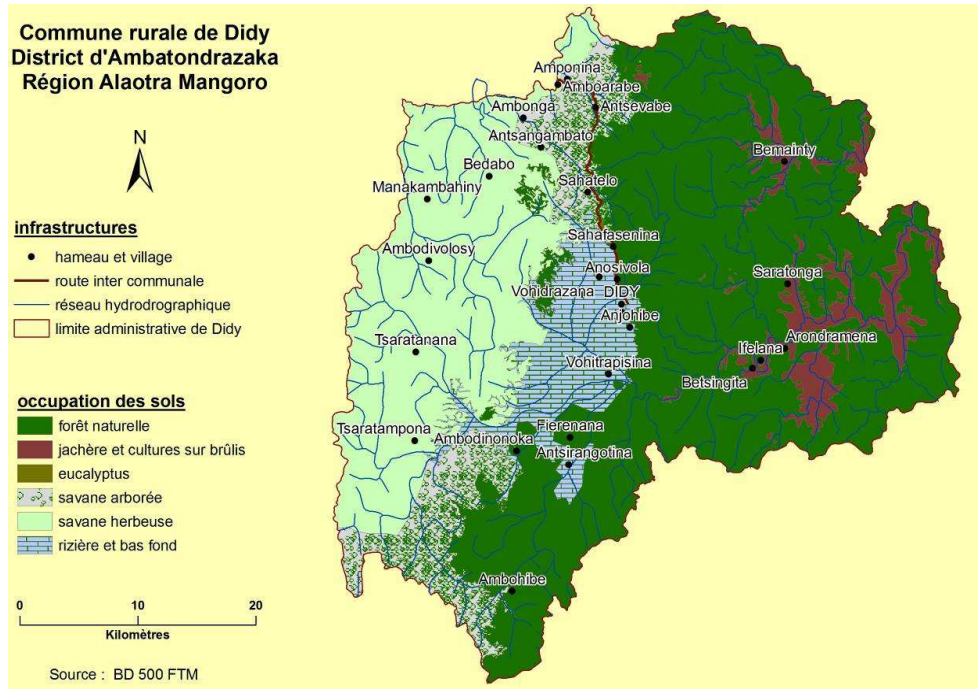 Commune rurale de Didy
District d'Ambatondrazaka
Région Alaotra Mangoro
N
infrastructures
hameau et village
route inter communale
réseau hydrodrographique
limite administrative de Didy
occupation des sols
forêt naturelle
jachère et cultures sur brûlis
eucalyptus
savane arborée
savane herbeuse
rizière et bas fond
0 10 20
Kilomètres
Source : BD 500 FTM
Amponina
Amboarabe
Ambonga
Antsevabe
Antsangambato
Bemainty
Bedabo
Manakambahiny
Sahatelo
Sahafasenina
Ambodivolosy
Anosivola
Saratonga
Vohidrazana
DIDY
Anjohibe
Tsaratanana
Arondramena
Ifelana
Vohitrapisina
Betsingita
Fierenana
Tsaratampona
Ambodinonoka
Antsirangotina
Ambohibe